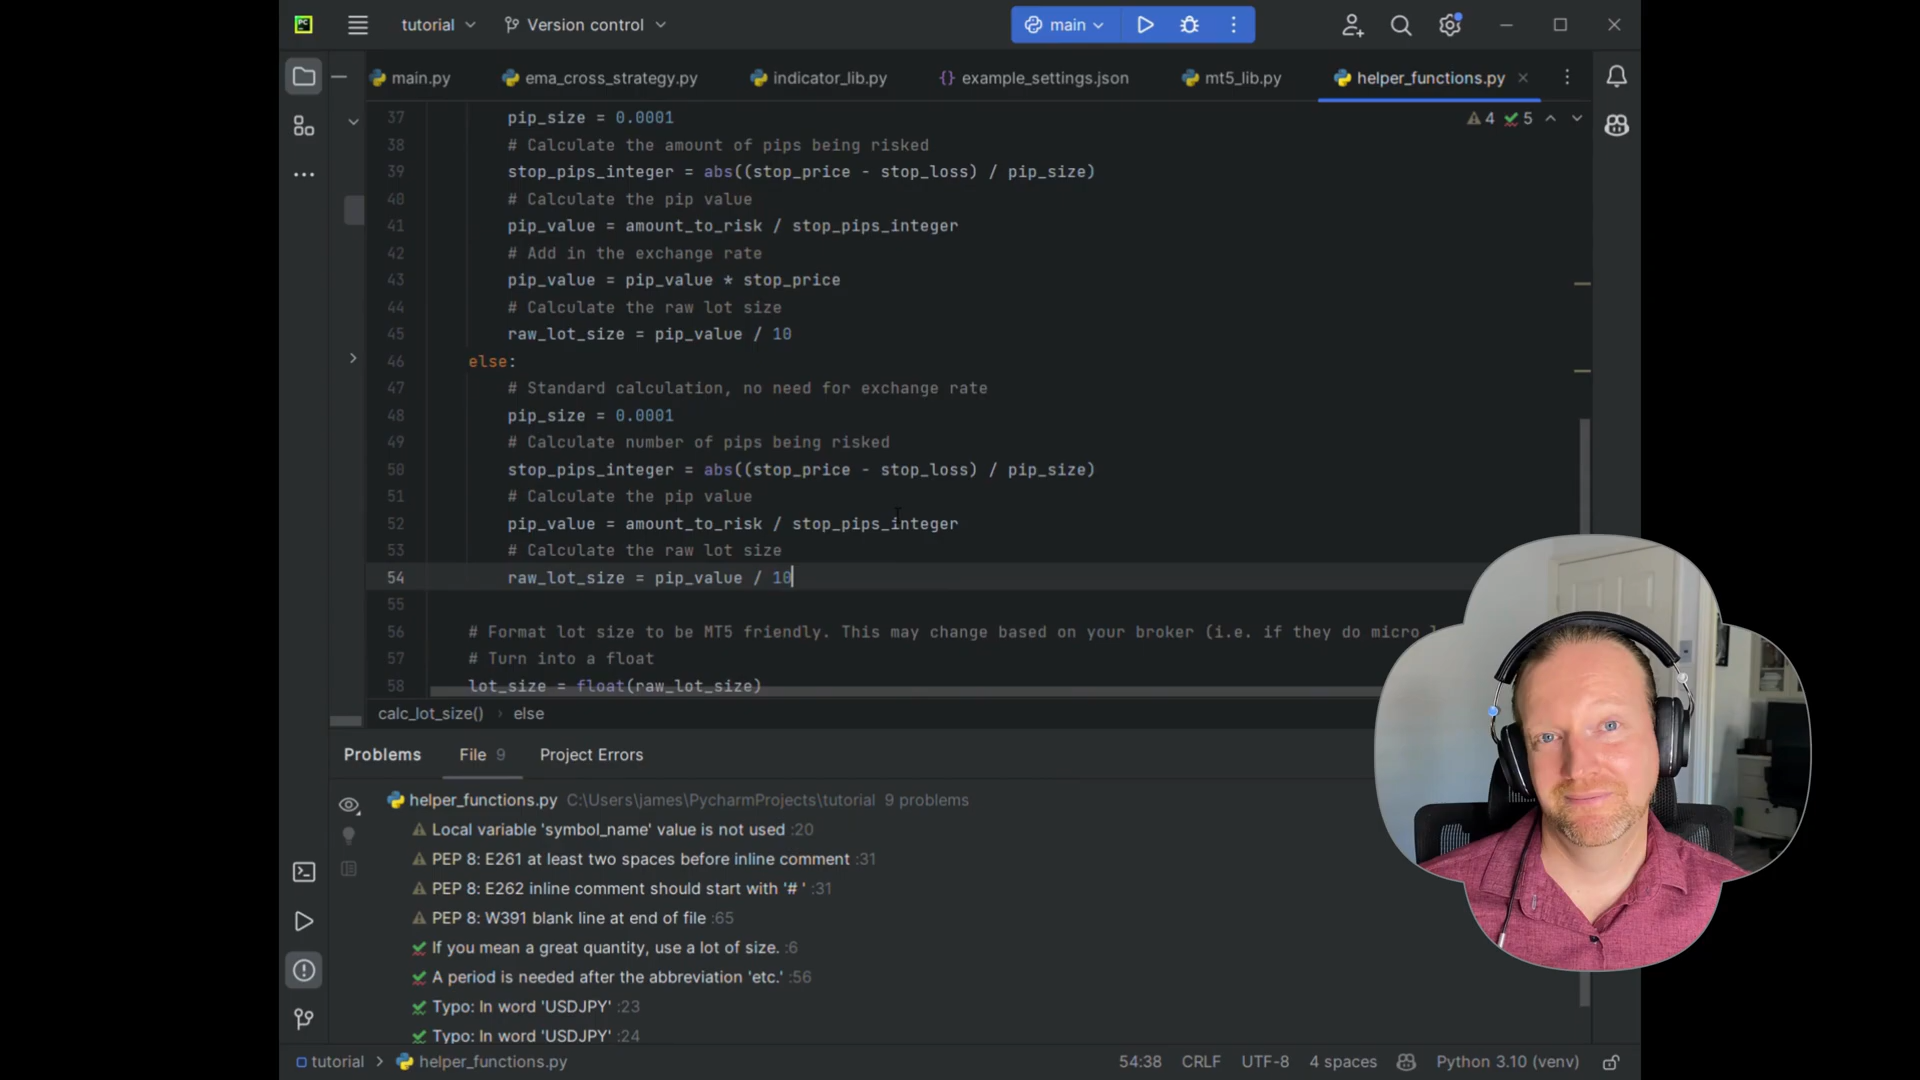 PC
tutorial
Version control
main
main.py
ema_cross_strategy.py
indicator_lib.py
example_settings.json
mt5_lib.py
helper_functions.py
4
5
37 pip_size = 0.0001
38 # Calculate the amount of pips being risked
39 stop_pips_integer = abs((stop_price - stop_loss) / pip_size)
40 # Calculate the pip value
41 pip_value = amount_to_risk / stop_pips_integer
42 # Add in the exchange rate
43 pip_value = pip_value * stop_price
44 # Calculate the raw lot size
45 raw_lot_size = pip_value / 10
46 else:
47 # Standard calculation, no need for exchange rate
48 pip_size = 0.0001
49 # Calculate number of pips being risked
50 stop_pips_integer = abs((stop_price - stop_loss) / pip_size)
51 # Calculate the pip value
52 pip_value = amount_to_risk / stop_pips_integer
53 # Calculate the raw lot size
54 raw_lot_size = pip_value / 10
55
56 # Format lot size to be MT5 friendly. This may change based on your broker (i.e. if they do micro
57 # Turn into a float
58 lot_size = float(raw_lot_size)
calc_lot_size() › else
Problems
File 9
Project Errors
helper_functions.py C:\Users\james\PycharmProjects\tutorial 9 problems
Local variable 'symbol_name' value is not used :20
PEP 8: E261 at least two spaces before inline comment :31
PEP 8: E262 inline comment should start with '# ' :31
PEP 8: W391 blank line at end of file :65
If you mean a great quantity, use a lot of size. :6
A period is needed after the abbreviation 'etc.' :56
Typo: In word 'USDJPY' :23
Typo: In word 'USDJPY' :24
tutorial > helper_functions.py
54:38
CRLF
UTF-8
4 spaces
Python 3.10 (venv)